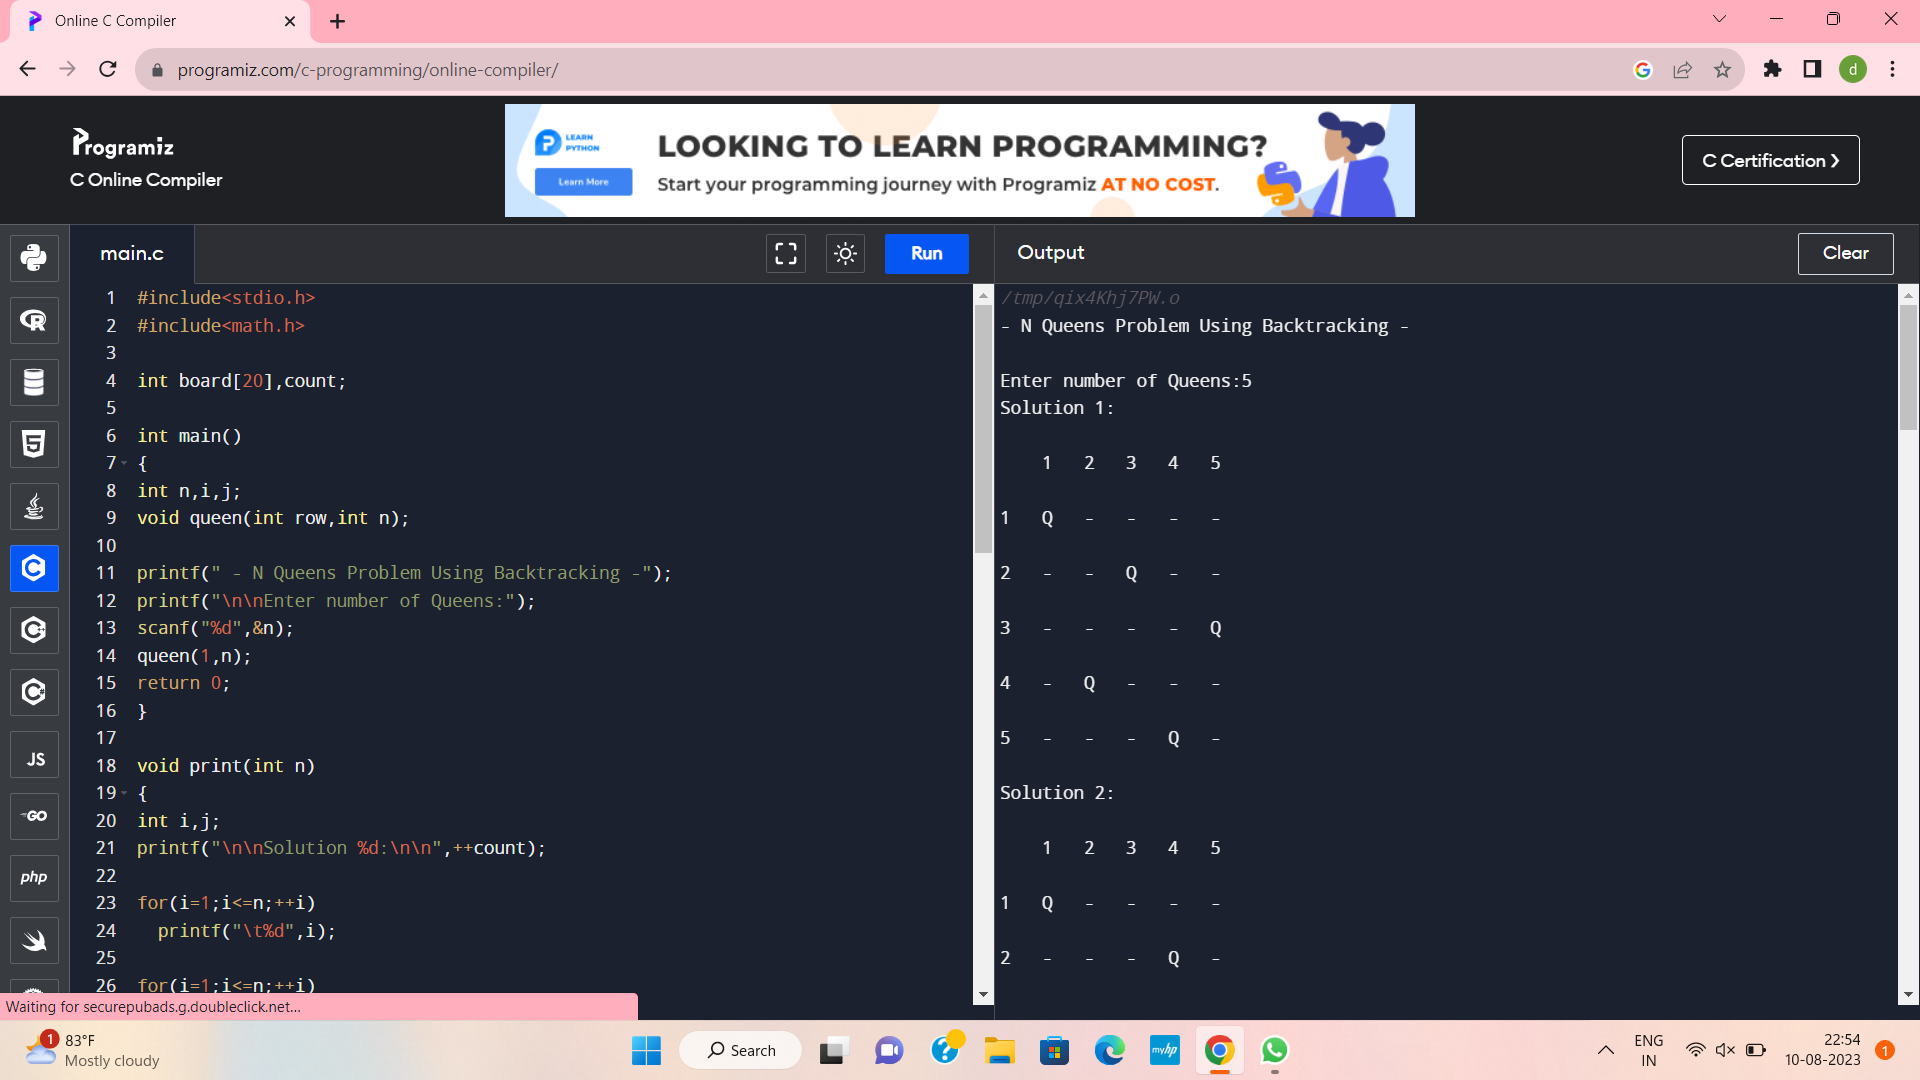 Online C Compiler
programiz.com/c-programming/online-compiler/
d
Programiz
C Online Compiler
LEARN
PYTHON
Learn More
LOOKING TO LEARN PROGRAMMING?
Start your programming journey with Programiz AT NO COST.
C Certification ❯
main.c
Run
Output
Clear
1 #include<stdio.h>
2 #include<math.h>
3
4 int board[20],count;
5
6 int main()
7 {
8 int n,i,j;
9 void queen(int row,int n);
10
11 printf(" - N Queens Problem Using Backtracking -");
12 printf("\n\nEnter number of Queens:");
13 scanf("%d",&n);
14 queen(1,n);
15 return 0;
16 }
17
18 void print(int n)
19 {
20 int i,j;
21 printf("\n\nSolution %d:\n\n",++count);
22
23 for(i=1;i<=n;++i)
24   printf("\t%d",i);
25
26 for(i=1;i<=n;++i)
/tmp/qix4Khj7PW.o
- N Queens Problem Using Backtracking -
Enter number of Queens:5
Solution 1:
1 2 3 4 5
1 Q - - - -
2 - - Q - -
3 - - - - Q
4 - Q - - -
5 - - - Q -
Solution 2:
1 2 3 4 5
1 Q - - - -
2 - - - Q -
JS
GO
php
Waiting for securepubads.g.doubleclick.net...
1
83°F
Mostly cloudy
Search
myhp
ENG
IN
22:54
10-08-2023
1